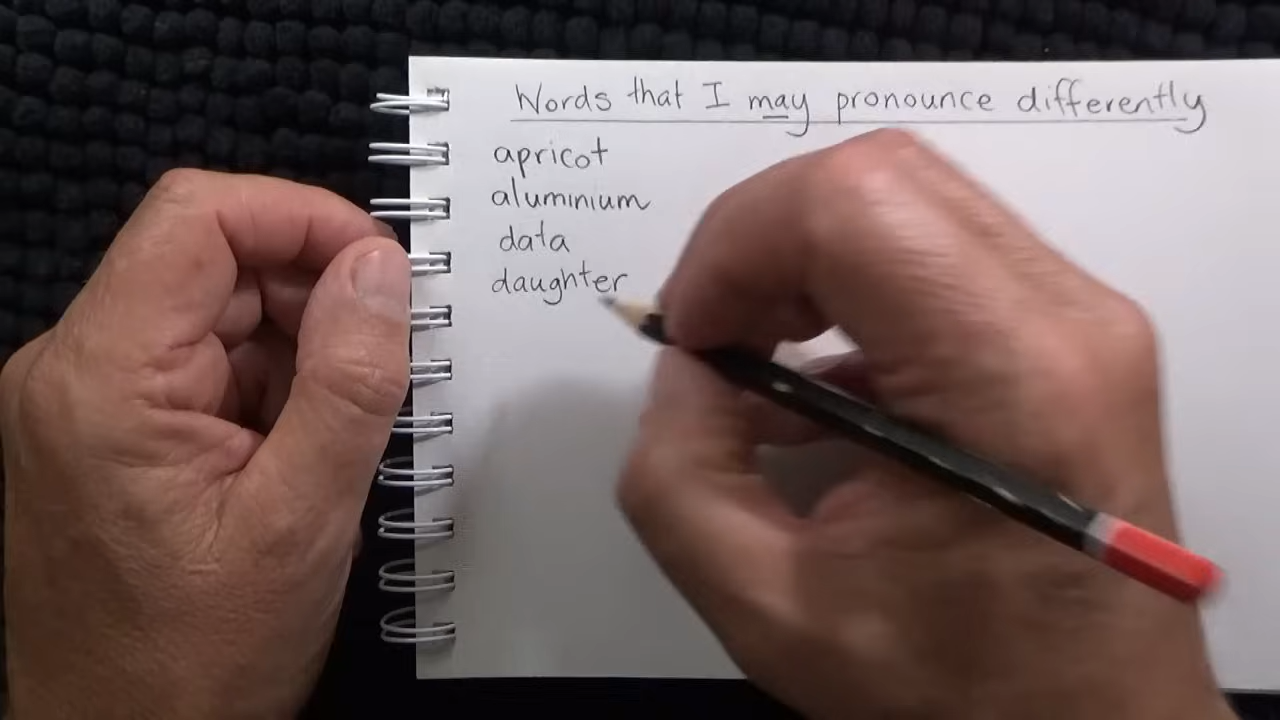 Words that I may pronounce differently
apricot
aluminium
data
daughter